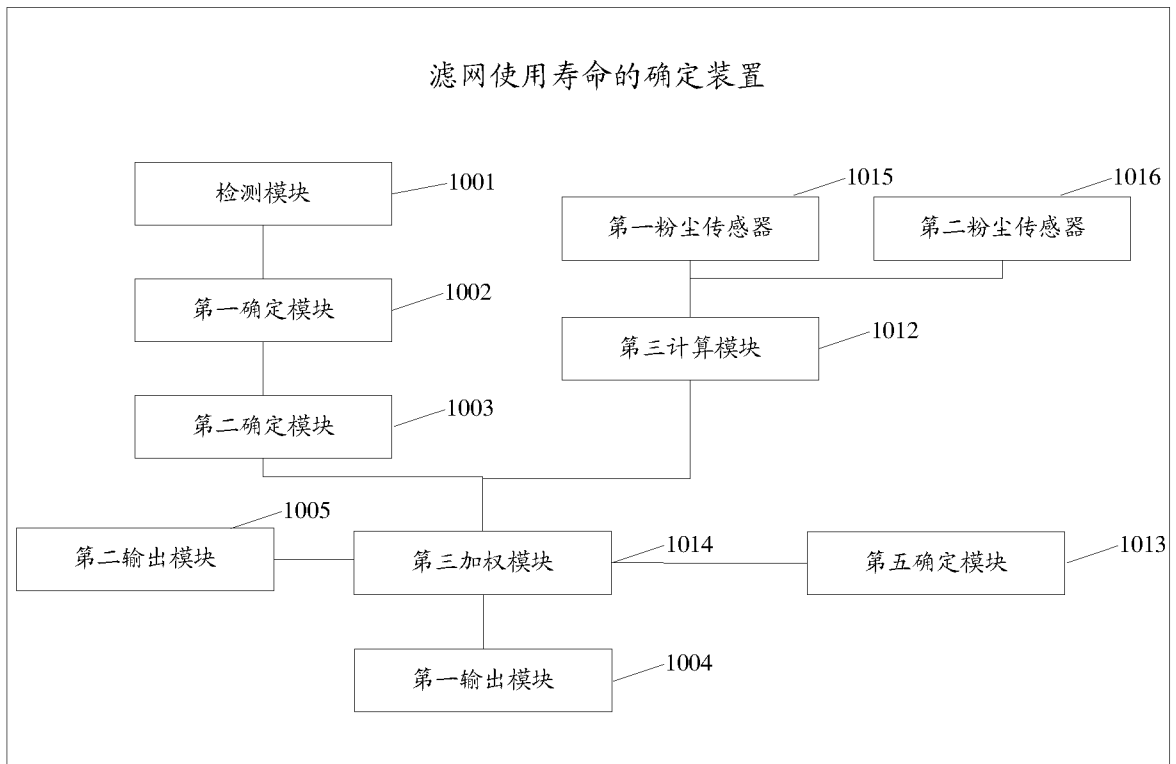 滤网使用寿命的确定装置
检测模块
1001
第一粉尘传感器
1015
第二粉尘传感器
1016
第一确定模块
1002
第三计算模块
1012
第二确定模块
1003
第二输出模块
1005
第三加权模块
1014
第五确定模块
1013
第一输出模块
1004